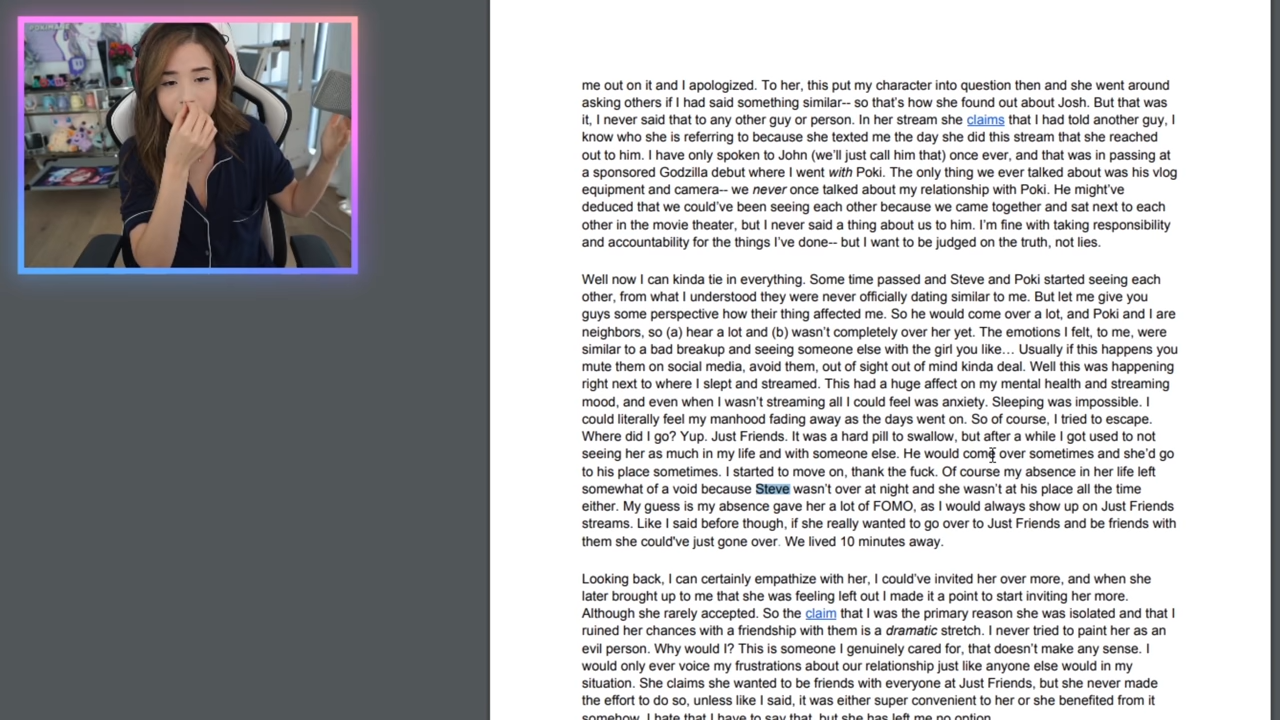 me out on it and I apologized. To her, this put my character into question then and she went around
asking others if I had said something similar-- so that's how she found out about Josh. But that was
it, I never said that to any other guy or person. In her stream she claims that I had told another guy, I
know who she is referring to because she texted me the day she did this stream that she reached
out to him. I have only spoken to John (we'll just call him that) once ever, and that was in passing at
a sponsored Godzilla debut where I went with Poki. The only thing we ever talked about was his vlog
equipment and camera-- we never once talked about my relationship with Poki. He might've
deduced that we could've been seeing each other because we came together and sat next to each
other in the movie theater, but I never said a thing about us to him. I'm fine with taking responsibility
and accountability for the things I've done-- but I want to be judged on the truth, not lies.
Well now I can kinda tie in everything. Some time passed and Steve and Poki started seeing each
other, from what I understood they were never officially dating similar to me. But let me give you
guys some perspective how their thing affected me. So he would come over a lot, and Poki and I are
neighbors, so (a) hear a lot and (b) wasn't completely over her yet. The emotions I felt, to me, were
similar to a bad breakup and seeing someone else with the girl you like… Usually if this happens you
mute them on social media, avoid them, out of sight out of mind kinda deal. Well this was happening
right next to where I slept and streamed. This had a huge affect on my mental health and streaming
mood, and even when I wasn't streaming all I could feel was anxiety. Sleeping was impossible. I
could literally feel my manhood fading away as the days went on. So of course, I tried to escape.
Where did I go? Yup. Just Friends. It was a hard pill to swallow, but after a while I got used to not
seeing her as much in my life and with someone else. He would come over sometimes and she'd go
to his place sometimes. I started to move on, thank the fuck. Of course my absence in her life left
somewhat of a void because Steve wasn't over at night and she wasn't at his place all the time
either. My guess is my absence gave her a lot of FOMO, as I would always show up on Just Friends
streams. Like I said before though, if she really wanted to go over to Just Friends and be friends with
them she could've just gone over. We lived 10 minutes away.
Looking back, I can certainly empathize with her, I could've invited her over more, and when she
later brought up to me that she was feeling left out I made it a point to start inviting her more.
Although she rarely accepted. So the claim that I was the primary reason she was isolated and that I
ruined her chances with a friendship with them is a dramatic stretch. I never tried to paint her as an
evil person. Why would I? This is someone I genuinely cared for, that doesn't make any sense. I
would only ever voice my frustrations about our relationship just like anyone else would in my
situation. She claims she wanted to be friends with everyone at Just Friends, but she never made
the effort to do so, unless like I said, it was either super convenient to her or she benefited from it
somehow. I hate that I have to say that, but she has left me no option.